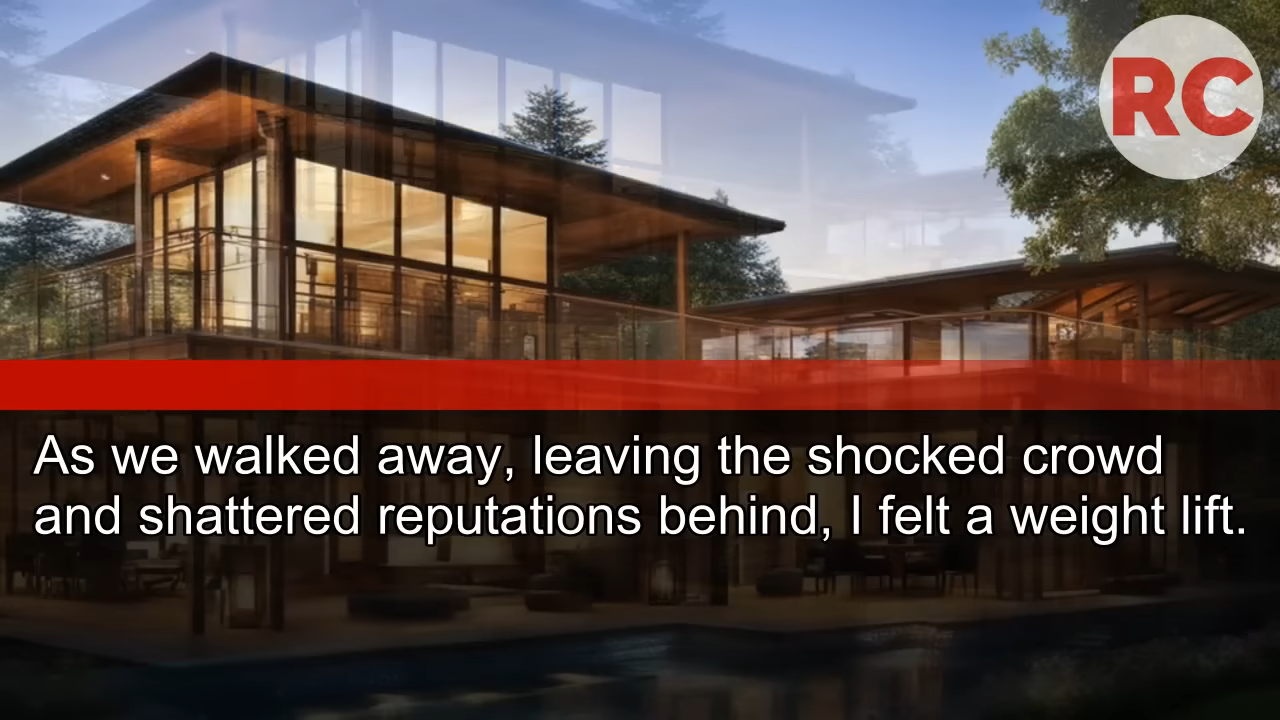 RC
As we walked away, leaving the shocked crowd
and shattered reputations behind, I felt a weight lift.